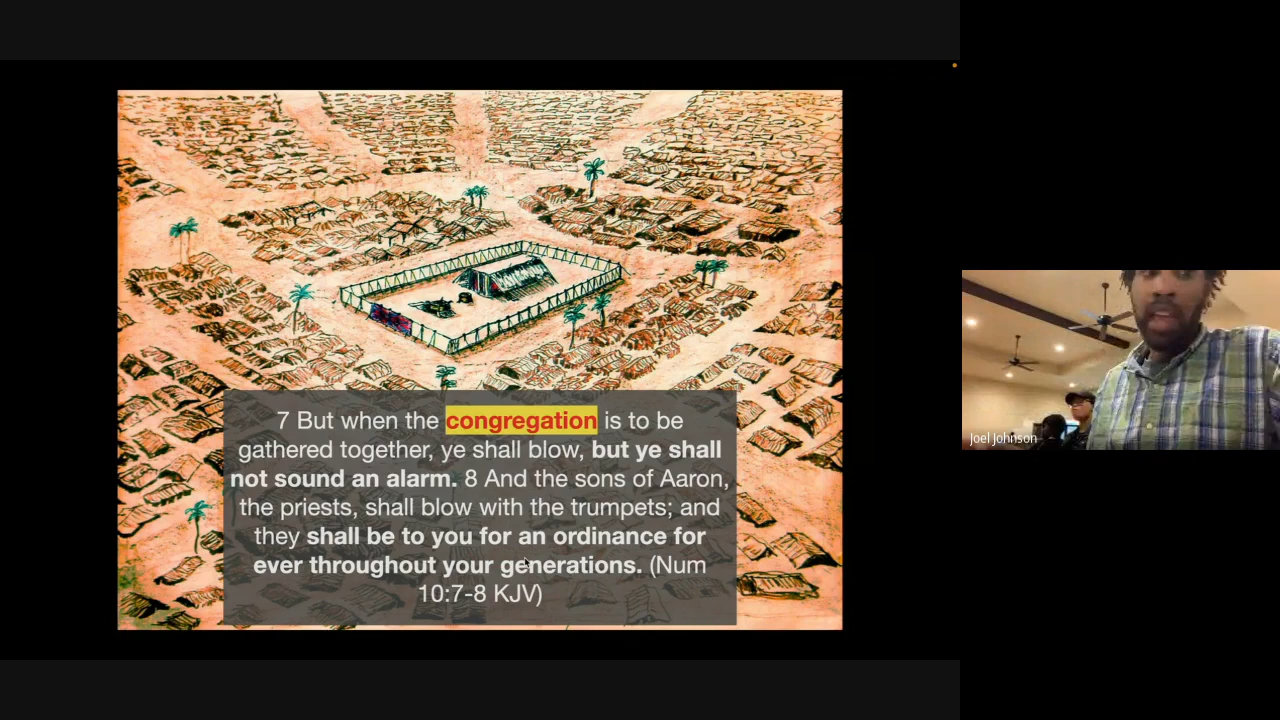 7 But when the congregation is to be
gathered together, ye shall blow, but ye shall
not sound an alarm. 8 And the sons of Aaron,
the priests, shall blow with the trumpets; and
they shall be to you for an ordinance for
ever throughout your generations. (Num
10:7-8 KJV)
Joel Johnson